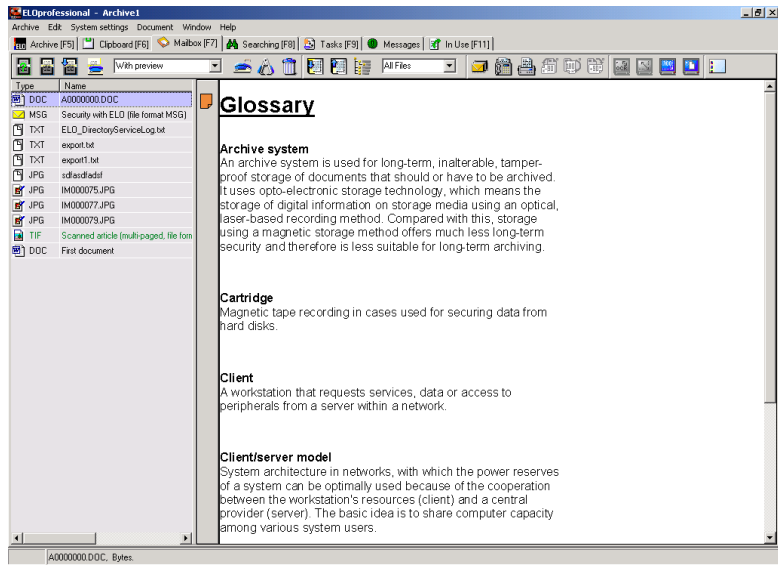 ELOprofessional - Archive1
Archive Edit System settings Document Window Help
Archive [F5] Clipboard [F6] Mailbox [F7] Searching [F8] Tasks [F9] Messages In Use [F11]
With preview All Files
Type Name
DOC A0000000.DOC
MSG Security with ELO (file format MSG)
TXT ELO_DirectoryServiceLog.txt
TXT export.txt
TXT export1.txt
JPG sdfasdfadsf
JPG IM000075.JPG
JPG IM000077.JPG
JPG IM000079.JPG
TIF Scanned article (multi-paged, file form
DOC First document
Glossary
Archive system
An archive system is used for long-term, inalterable, tamper-
proof storage of documents that should or have to be archived.
It uses opto-electronic storage technology, which means the
storage of digital information on storage media using an optical,
laser-based recording method. Compared with this, storage
using a magnetic storage method offers much less long-term
security and therefore is less suitable for long-term archiving.
Cartridge
Magnetic tape recording in cases used for securing data from
hard disks.
Client
A workstation that requests services, data or access to
peripherals from a server within a network.
Client/server model
System architecture in networks, with which the power reserves
of a system can be optimally used because of the cooperation
between the workstation's resources (client) and a central
provider (server). The basic idea is to share computer capacity
among various system users.
A0000000.DOC, Bytes.